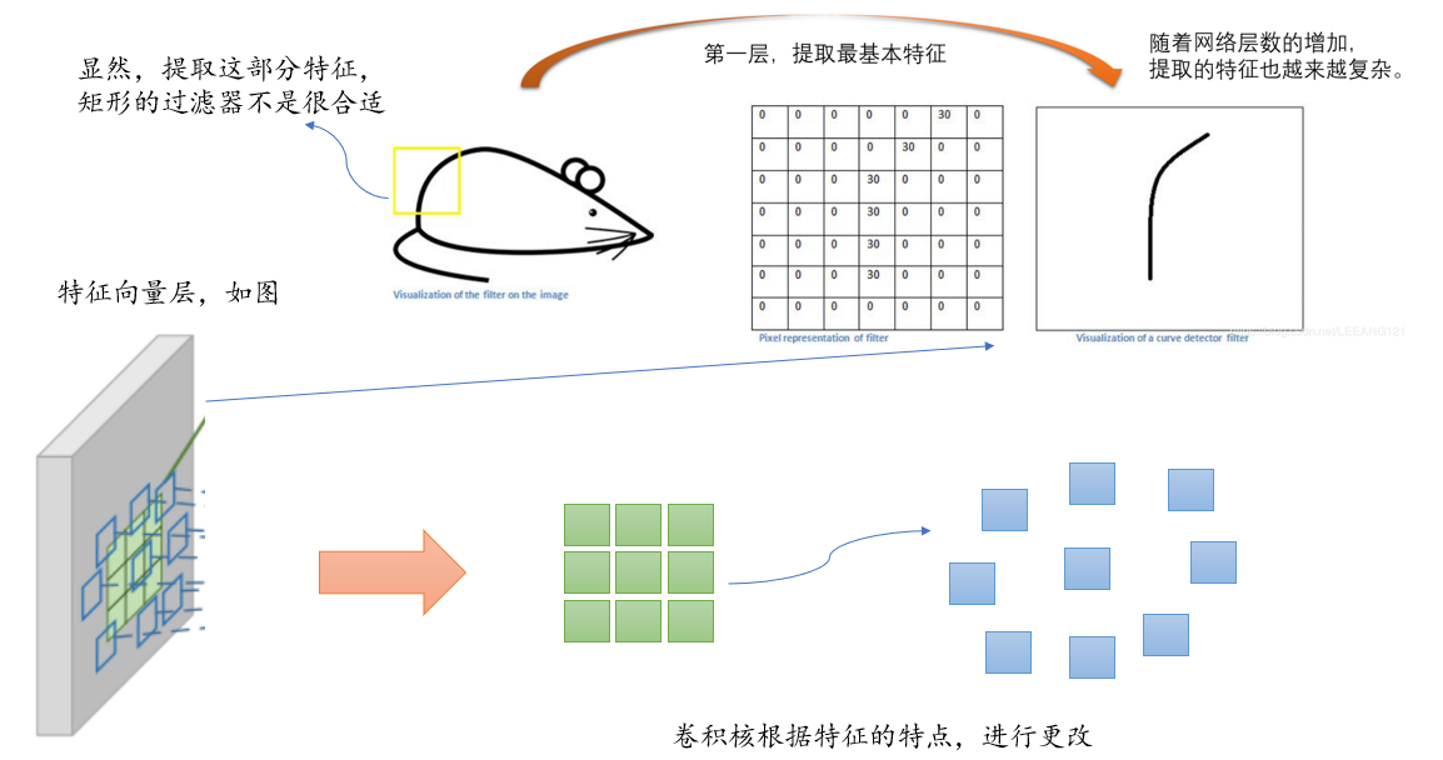 显然，提取这部分特征，
矩形的过滤器不是很合适
第一层，提取最基本特征
随着网络层数的增加，
提取的特征也越来越复杂。
0 0 0 0 0 30 0
0 0 0 0 30 0 0
0 0 0 30 0 0 0
0 0 0 30 0 0 0
0 0 0 30 0 0 0
0 0 0 30 0 0 0
0 0 0 0 0 0 0
Visualization of the filter on the image
Pixel representation of filter
Visualization of a curve detector filter
特征向量层，如图
卷积核根据特征的特点，进行更改